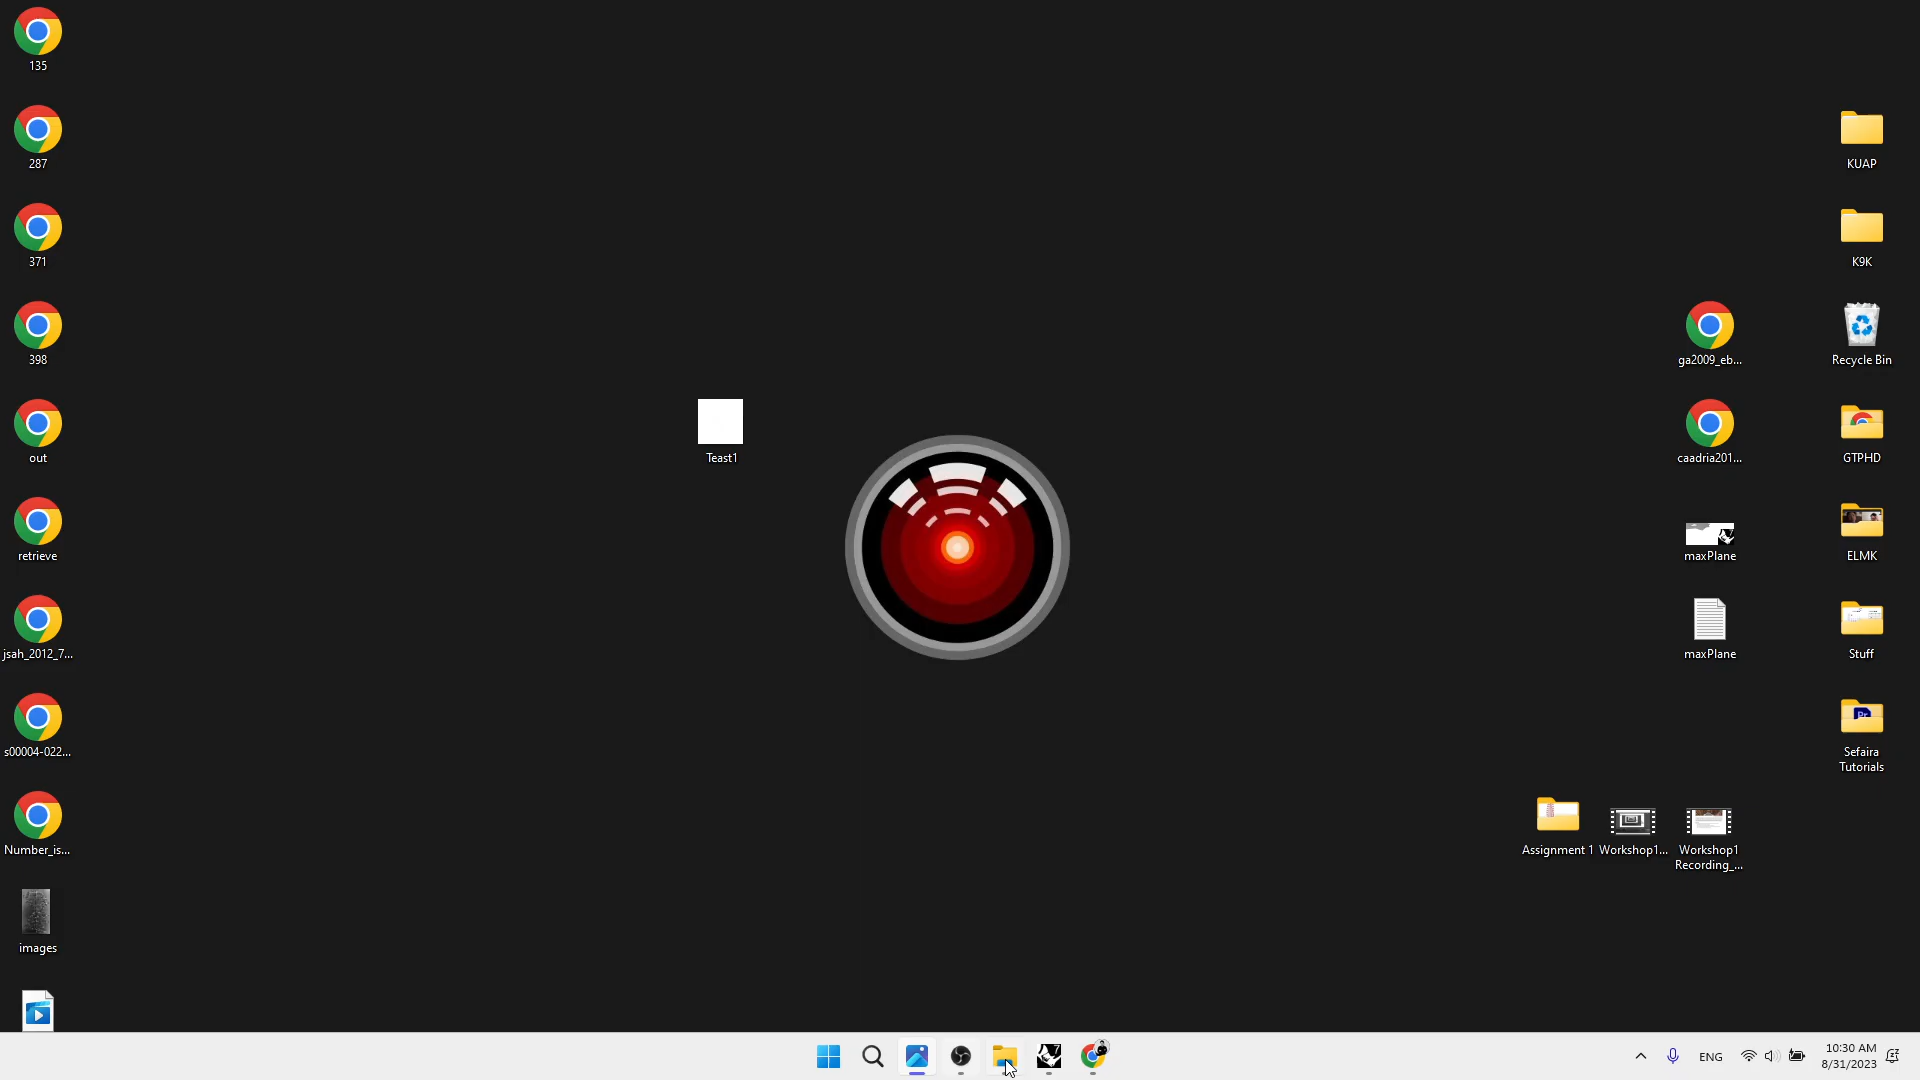 135
287
371
398
out
retrieve
jsah_2012_7...
s00004-022...
Number_is...
images
Teast1
ga2009_eb...
caadria201...
maxPlane
maxPlane
Assignment 1
Workshop1...
Workshop1
Recording_...
KUAP
K9K
Recycle Bin
GTPHD
ELMK
Stuff
Pr
Sefaira
Tutorials
ENG
10:30 AM
8/31/2023